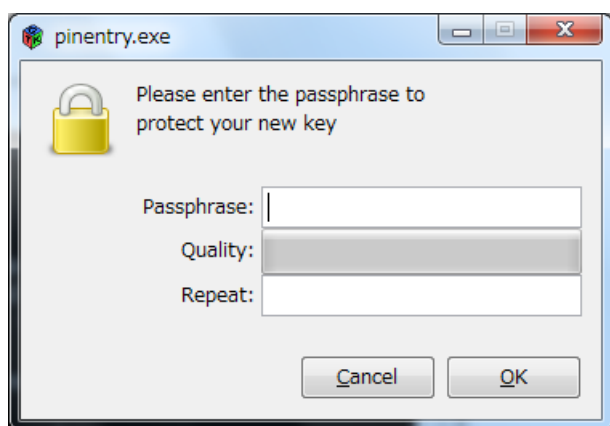 pinentry.exe
Please enter the passphrase to
protect your new key
Passphrase:
Quality:
Repeat:
Cancel OK